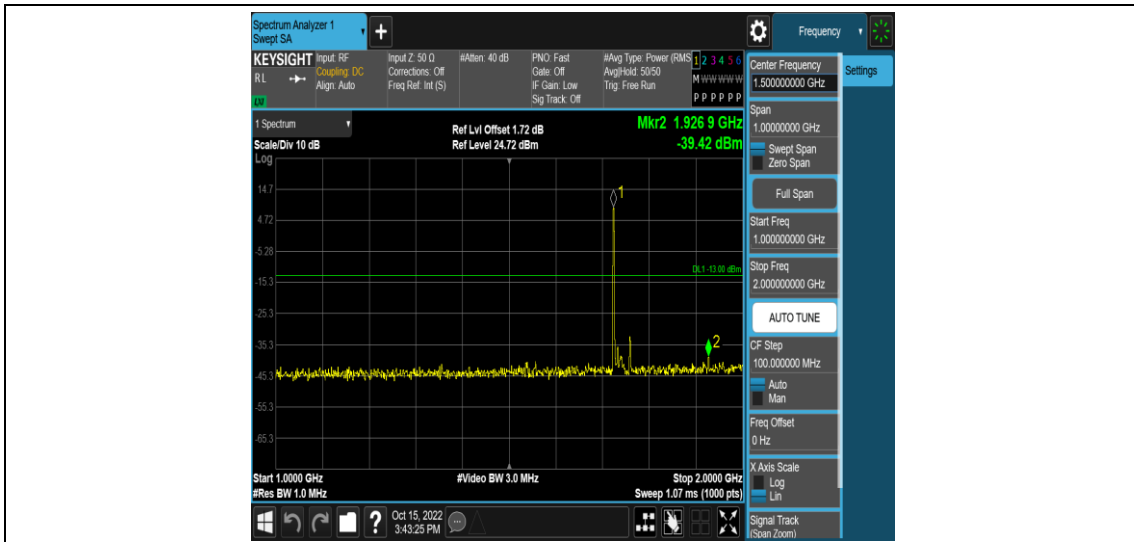 Spectrum Analyzer 1
Swept SA
+
Frequency
KEYSIGHT
RL
LM
Input: RF
Coupling: DC
Align: Auto
Input Z: 50 Ω
Corrections: Off
Freq Ref: Int (S)
#Atten: 40 dB
PNO: Fast
Gate: Off
IF Gain: Low
Sig Track: Off
#Avg Type: Power (RMS
Avg|Hold: 50/50
Trig: Free Run
1 2 3 4 5 6
M W W W W W
P P P P P P
1 Spectrum
Scale/Div 10 dB
Ref Lvl Offset 1.72 dB
Ref Level 24.72 dBm
Mkr2 1.926 9 GHz
-39.42 dBm
Log
14.7
4.72
-5.28
-15.3
-25.3
-35.3
-45.3
-55.3
-65.3
1
DL1 -13.00 dBm
2
Start 1.0000 GHz
#Res BW 1.0 MHz
#Video BW 3.0 MHz
Stop 2.0000 GHz
Sweep 1.07 ms (1000 pts)
Center Frequency
1.500000000 GHz
Settings
Span
1.00000000 GHz
Swept Span
Zero Span
Full Span
Start Freq
1.000000000 GHz
Stop Freq
2.000000000 GHz
AUTO TUNE
CF Step
100.000000 MHz
Auto
Man
Freq Offset
0 Hz
X Axis Scale
Log
Lin
Signal Track
(Span Zoom)
?
Oct 15, 2022
3:43:25 PM